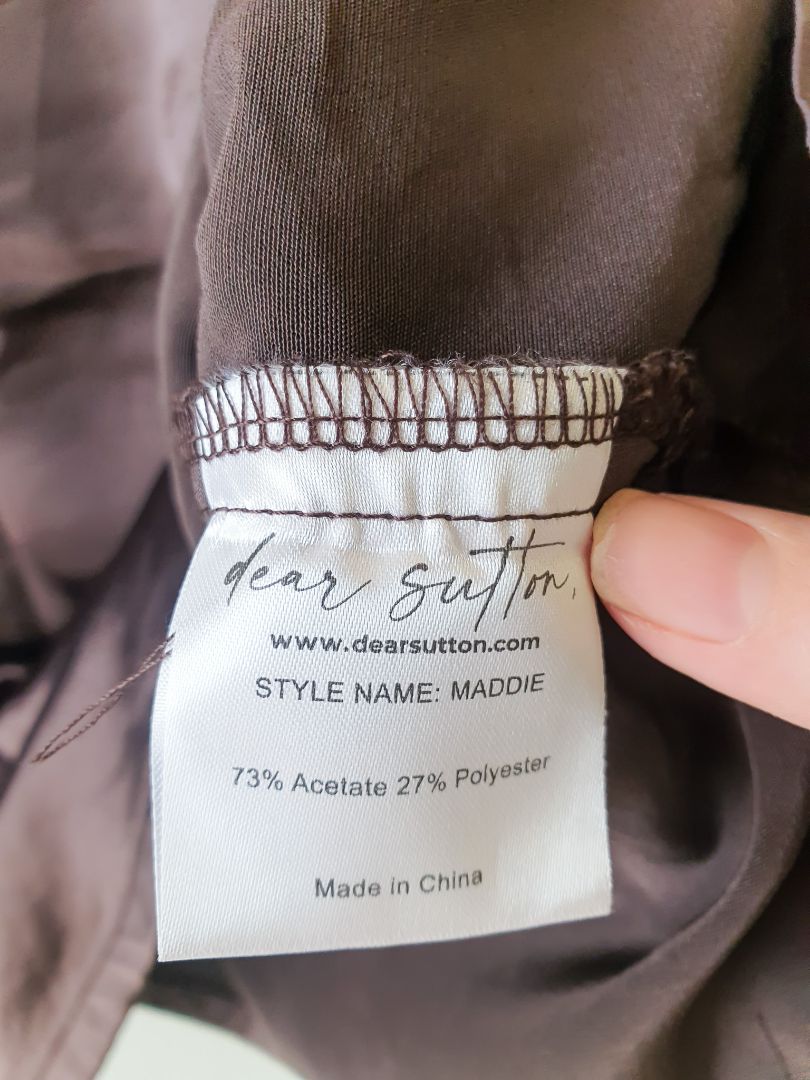 dear sutton,
www.dearsutton.com
STYLE NAME: MADDIE
73% Acetate 27% Polyester
Made in China